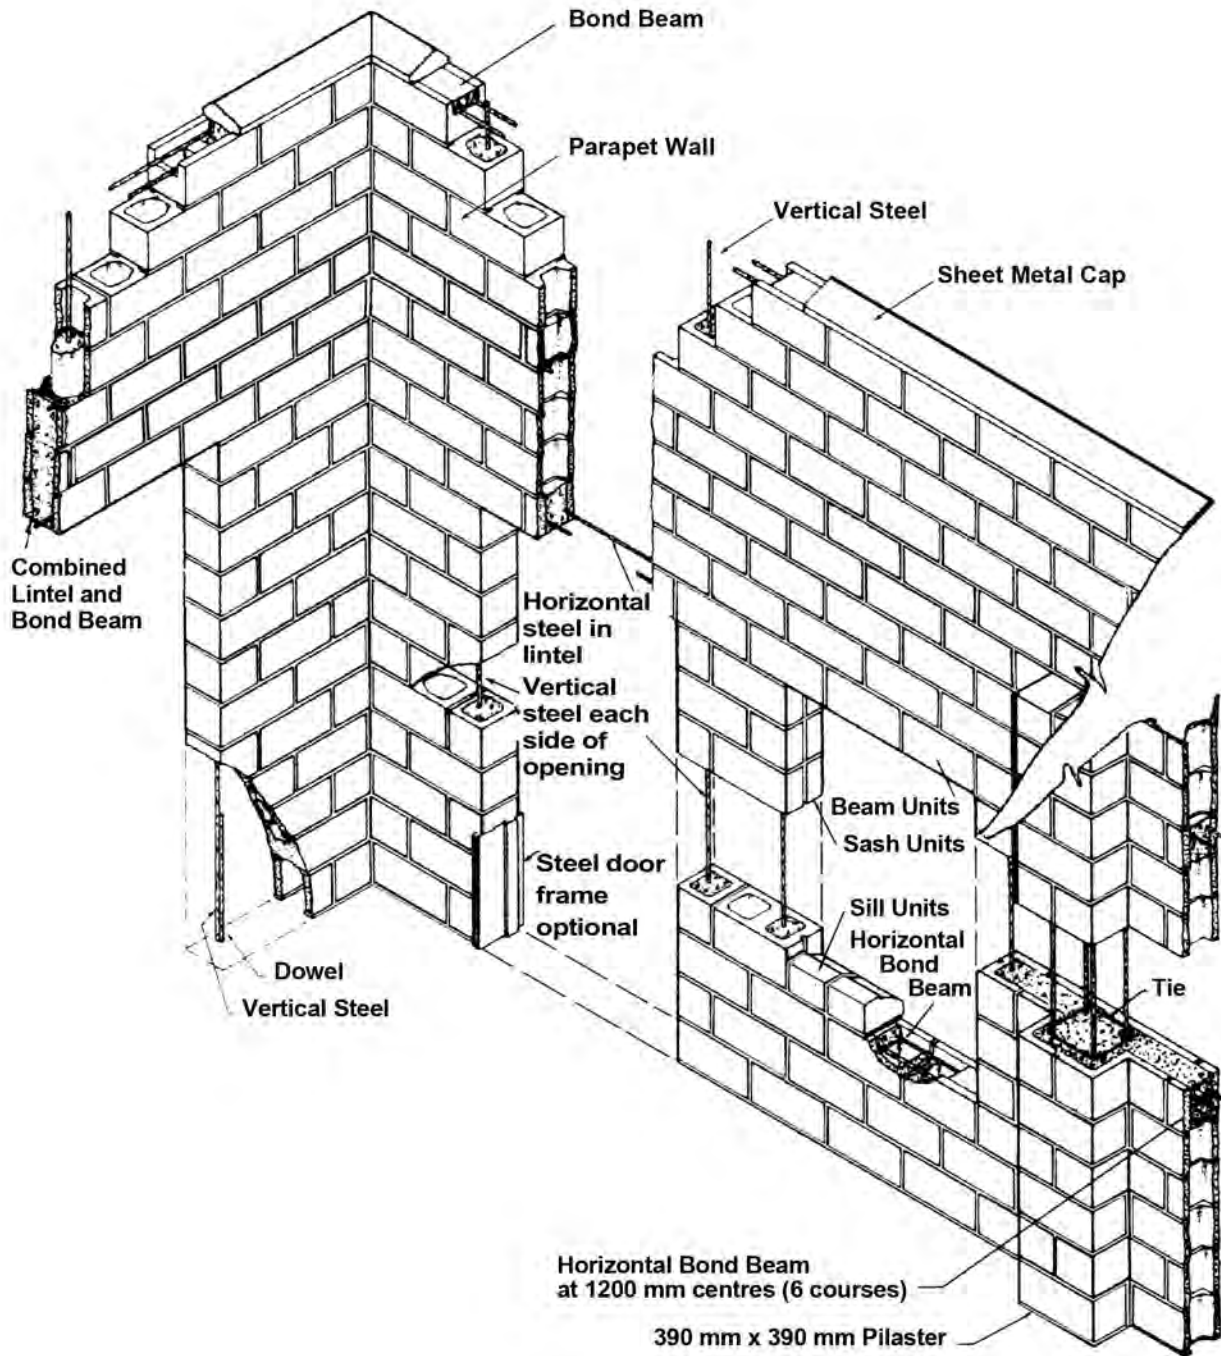 Bond Beam
Parapet Wall
Vertical Steel
Sheet Metal Cap
Combined
Lintel and
Bond Beam
Horizontal
steel in
lintel
Vertical
steel each
side of
opening
Beam Units
Sash Units
Steel door
frame
optional
Sill Units
Horizontal
Bond
Beam
Dowel
Vertical Steel
Tie
Horizontal Bond Beam
at 1200 mm centres (6 courses)
390 mm x 390 mm Pilaster